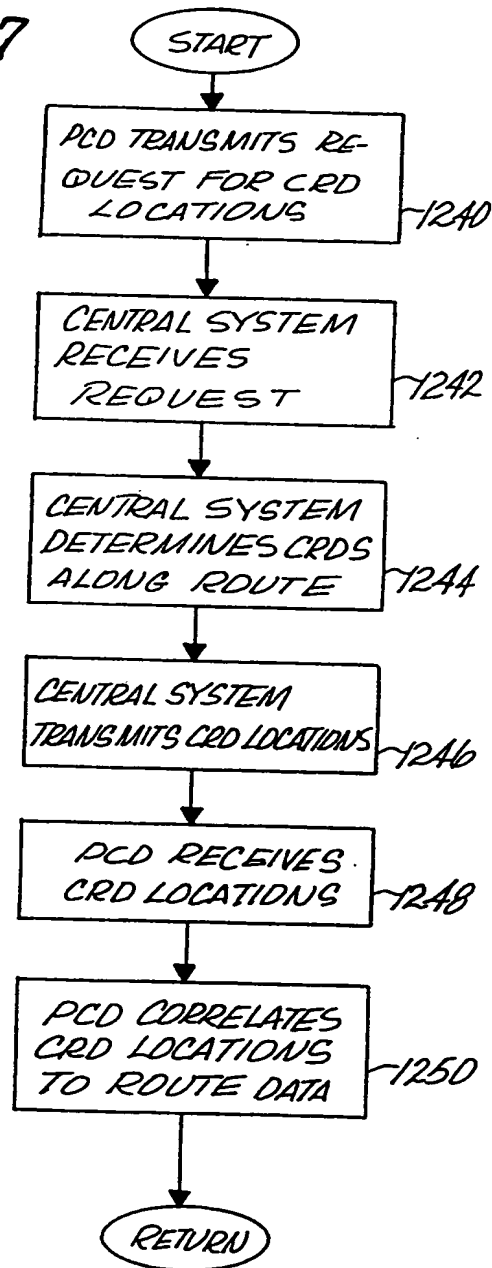 7
START
PCD TRANSMITS RE-
QUEST FOR CRD
LOCATIONS
1240
CENTRAL SYSTEM
RECEIVES
REQUEST
1242
CENTRAL SYSTEM
DETERMINES CRDS
ALONG ROUTE
1244
CENTRAL SYSTEM
TRANSMITS CRD LOCATIONS
1246
PCD RECEIVES
CRD LOCATIONS
1248
PCD CORRELATES
CRD LOCATIONS
TO ROUTE DATA
1250
RETURN